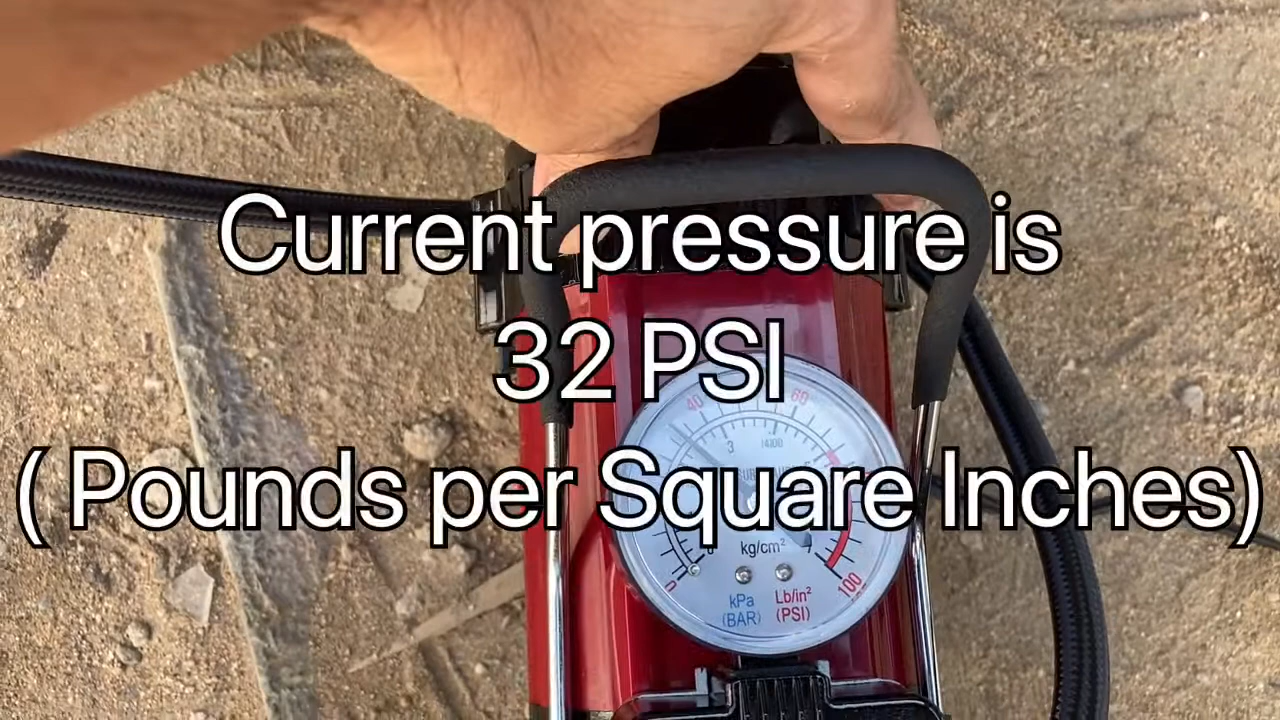 Current pressure is
32 PSI
( Pounds per Square Inches)
40
60
3
kg/cm²
0
100
kPa
Lb/in²
(BAR)
(PSI)